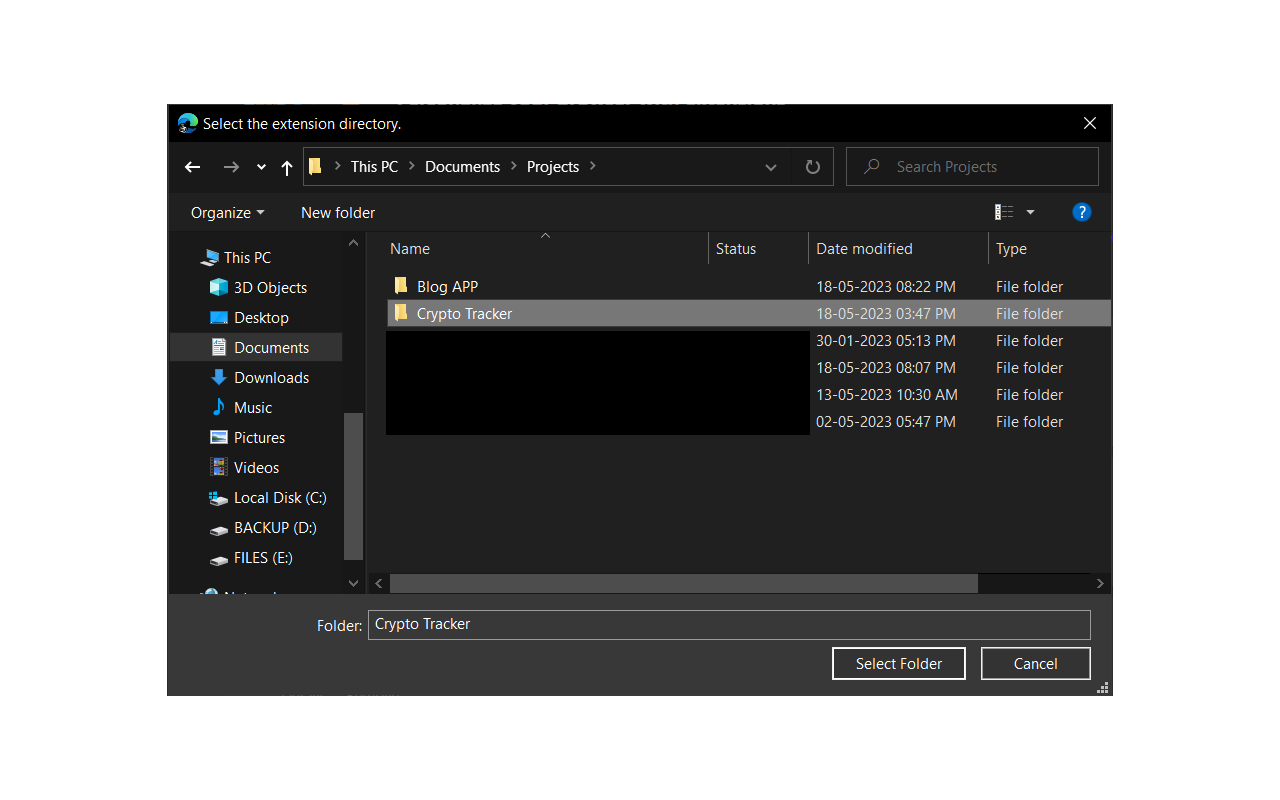 Select the extension directory.
This PC > Documents > Projects >
Search Projects
Organize
New folder
?
Name
Status
Date modified
Type
This PC
3D Objects
Desktop
Documents
Downloads
Music
Pictures
Videos
Local Disk (C:)
BACKUP (D:)
FILES (E:)
Blog APP 18-05-2023 08:22 PM File folder
Crypto Tracker 18-05-2023 03:47 PM File folder
30-01-2023 05:13 PM File folder
18-05-2023 08:07 PM File folder
13-05-2023 10:30 AM File folder
02-05-2023 05:47 PM File folder
Folder: Crypto Tracker
Select Folder
Cancel